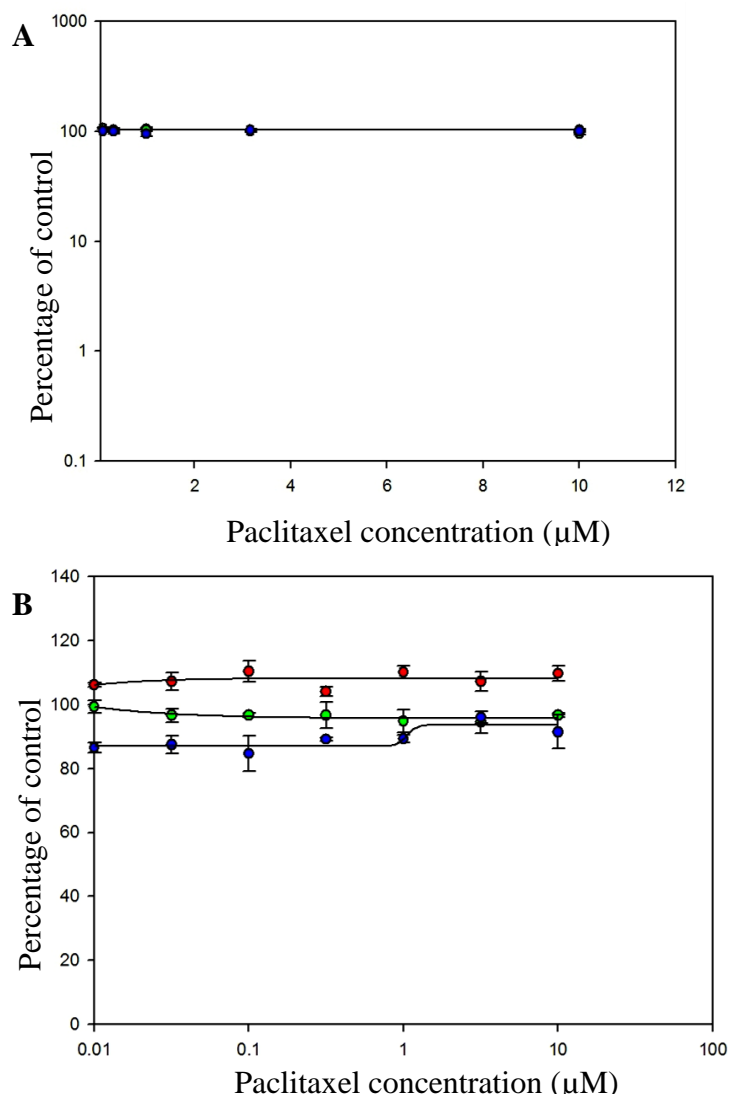 A
1000
100
10
1
0.1
2 4 6 8 10 12
Percentage of control
Paclitaxel concentration (µM)
B
140
120
100
80
60
40
20
0
0.01 0.1 1 10 100
Percentage of control
Paclitaxel concentration (µM)